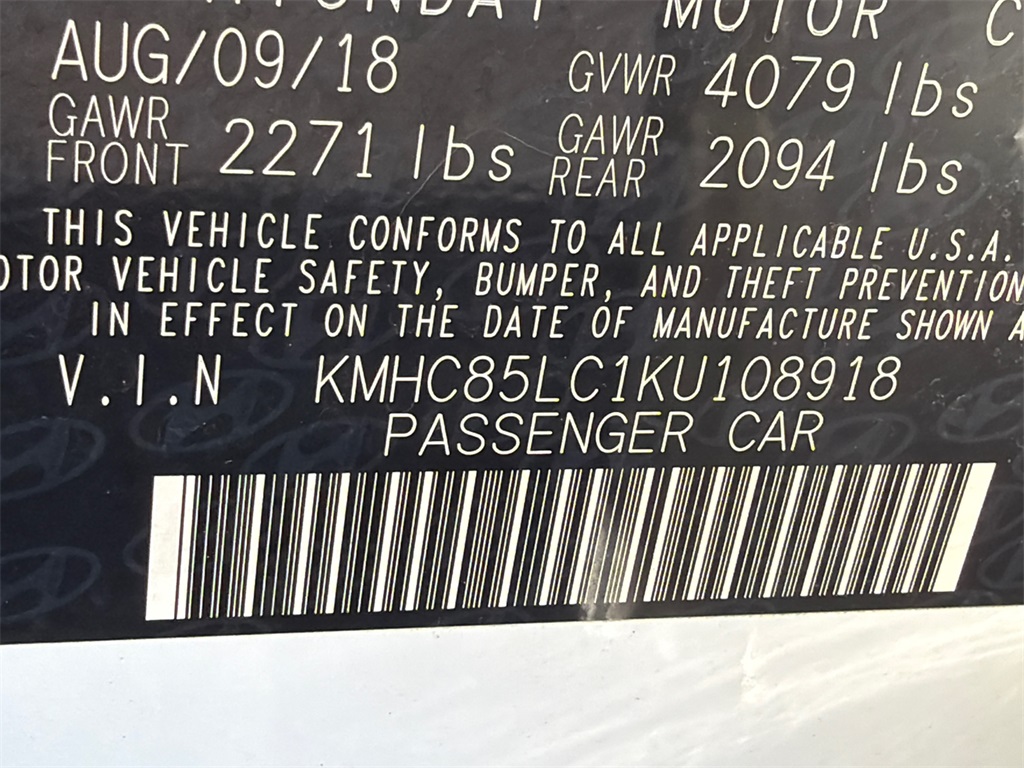 HYUNDAI MOTOR C
AUG/09/18 GVWR 4079 lbs
GAWR FRONT 2271 lbs GAWR REAR 2094 lbs
THIS VEHICLE CONFORMS TO ALL APPLICABLE U.S.A.
OTOR VEHICLE SAFETY, BUMPER, AND THEFT PREVENTION
IN EFFECT ON THE DATE OF MANUFACTURE SHOWN A
V.I.N KMHC85LC1KU108918
PASSENGER CAR